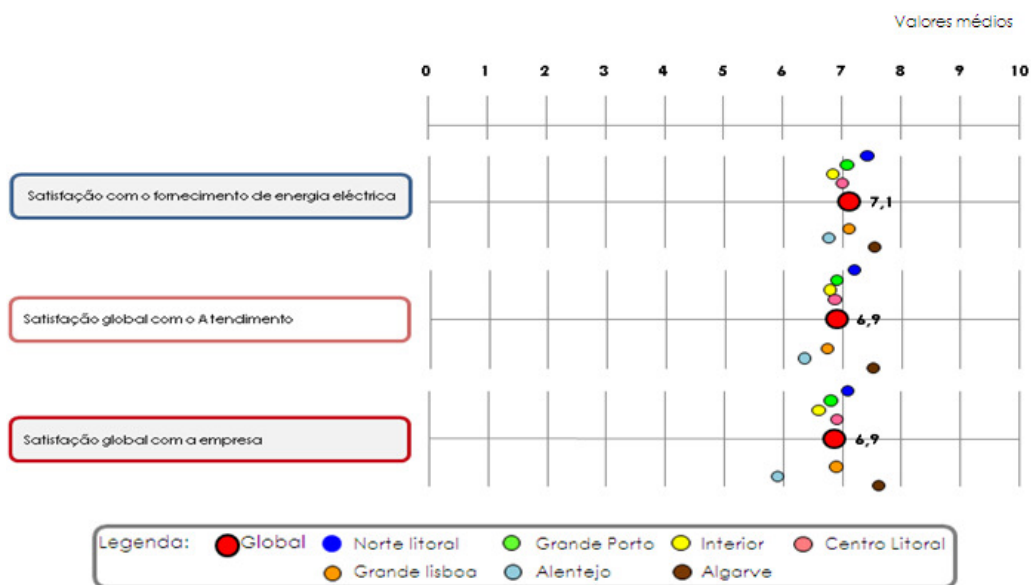 Valores médios
0 1 2 3 4 5 6 7 8 9 10
Satisfação com o fornecimento de energia eléctrica
7,1
Satisfação global com o Atendimento
6,9
Satisfação global com a empresa
6,9
Legenda: Global Norte litoral Grande Porto Interior Centro Litoral
Grande lisboa Alentejo Algarve